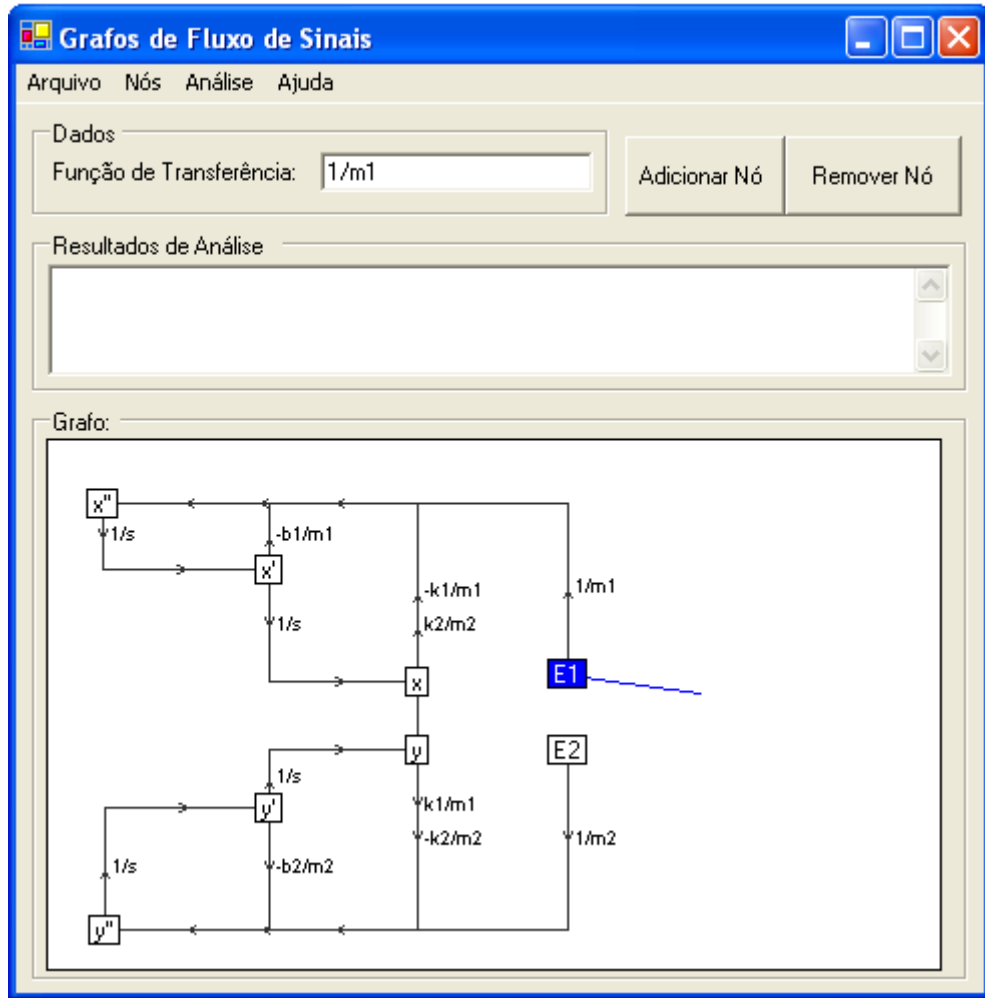 Grafos de Fluxo de Sinais
Arquivo Nós Análise Ajuda
Dados
Função de Transferência: 1/m1
Adicionar Nó
Remover Nó
Resultados de Análise
Grafo:
x''
1/s
-b1/m1
x'
-k1/m1
1/m1
1/s
k2/m2
x
E1
y
E2
1/s
y'
k1/m1
-k2/m2
1/m2
1/s
-b2/m2
y''